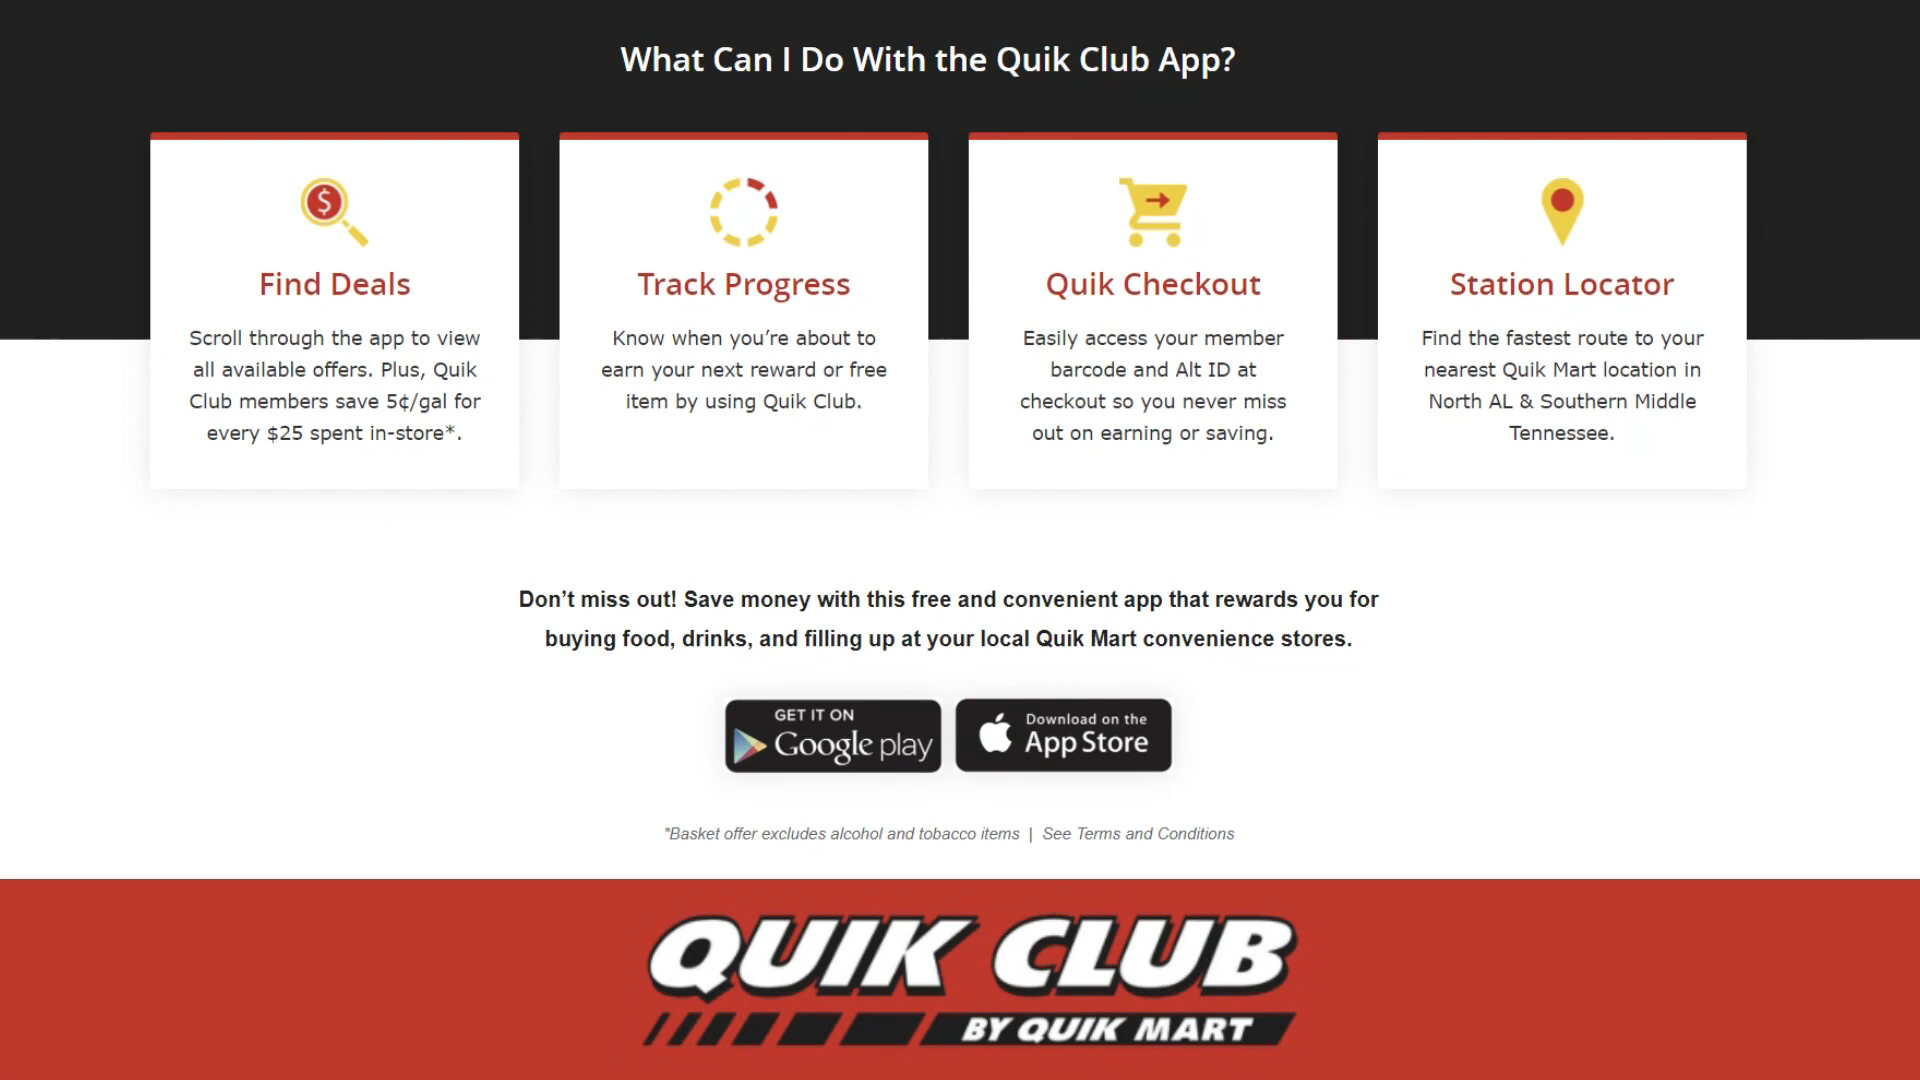 What Can I Do With the Quik Club App?
$
Find Deals
Scroll through the app to view
all available offers. Plus, Quik
Club members save 5¢/gal for
every $25 spent in-store*.
Track Progress
Know when you’re about to
earn your next reward or free
item by using Quik Club.
Quik Checkout
Easily access your member
barcode and Alt ID at
checkout so you never miss
out on earning or saving.
Station Locator
Find the fastest route to your
nearest Quik Mart location in
North AL & Southern Middle
Tennessee.
Don’t miss out! Save money with this free and convenient app that rewards you for
buying food, drinks, and filling up at your local Quik Mart convenience stores.
GET IT ON
Google play
Download on the
App Store
*Basket offer excludes alcohol and tobacco items | See Terms and Conditions
QUIK CLUB
BY QUIK MART